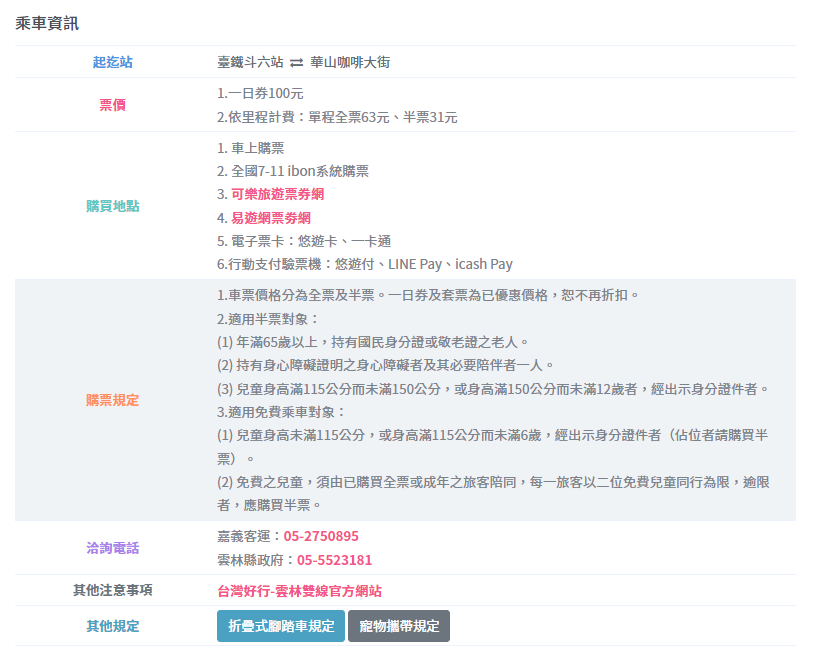 乘車資訊
起迄站 臺鐵斗六站 ⇄ 華山咖啡大街
票價
1.一日券100元
2.依里程計費：單程全票63元、半票31元
購買地點
1. 車上購票
2. 全國7-11 ibon系統購票
3. 可樂旅遊票券網
4. 易遊網票券網
5. 電子票卡：悠遊卡、一卡通
6.行動支付驗票機：悠遊付、LINE Pay、icash Pay
購票規定
1.車票價格分為全票及半票。一日券及套票為已優惠價格，恕不再折扣。
2.適用半票對象：
(1) 年滿65歲以上，持有國民身分證或敬老證之老人。
(2) 持有身心障礙證明之身心障礙者及其必要陪伴者一人。
(3) 兒童身高滿115公分而未滿150公分，或身高滿150公分而未滿12歲者，經出示身分證件者。
3.適用免費乘車對象：
(1) 兒童身高未滿115公分，或身高滿115公分而未滿6歲，經出示身分證件者（佔位者請購買半
票）。
(2) 免費之兒童，須由已購買全票或成年之旅客陪同，每一旅客以二位免費兒童同行為限，逾限
者，應購買半票。
洽詢電話
嘉義客運：05-2750895
雲林縣政府：05-5523181
其他注意事項 台灣好行-雲林雙線官方網站
其他規定 折疊式腳踏車規定 寵物攜帶規定